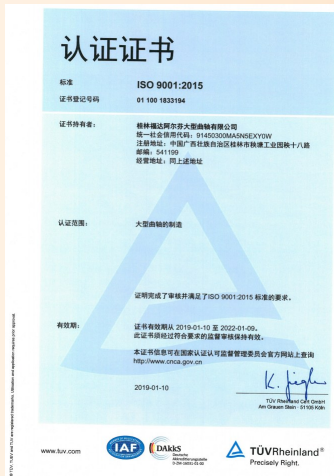 认证证书
标准 ISO 9001:2015
证书登记号码 01 100 1833194
证书持有者： 桂林福达阿尔芬大型曲轴有限公司
统一社会信用代码：91450300MA5N5EXY0W
注册地址：中国广西壮族自治区桂林市秧塘工业园秧十八路
邮编：541199
经营地址：同上述地址
认证范围： 大型曲轴的制造
证明完成了审核并满足了ISO 9001:2015 标准的要求。
有效期： 证书有效期从 2019-01-10 至 2022-01-09。
此证书须经过符合要求的监督审核保持有效。
本证书信息可在国家认证认可监督管理委员会官方网站上查询
http://www.cnca.gov.cn
2019-01-10
TÜV Rheinland Cert GmbH
Am Grauen Stein · 51105 Köln
www.tuv.com
IAF
DAkkS
Deutsche
Akkreditierungsstelle
TÜVRheinland®
Precisely Right.